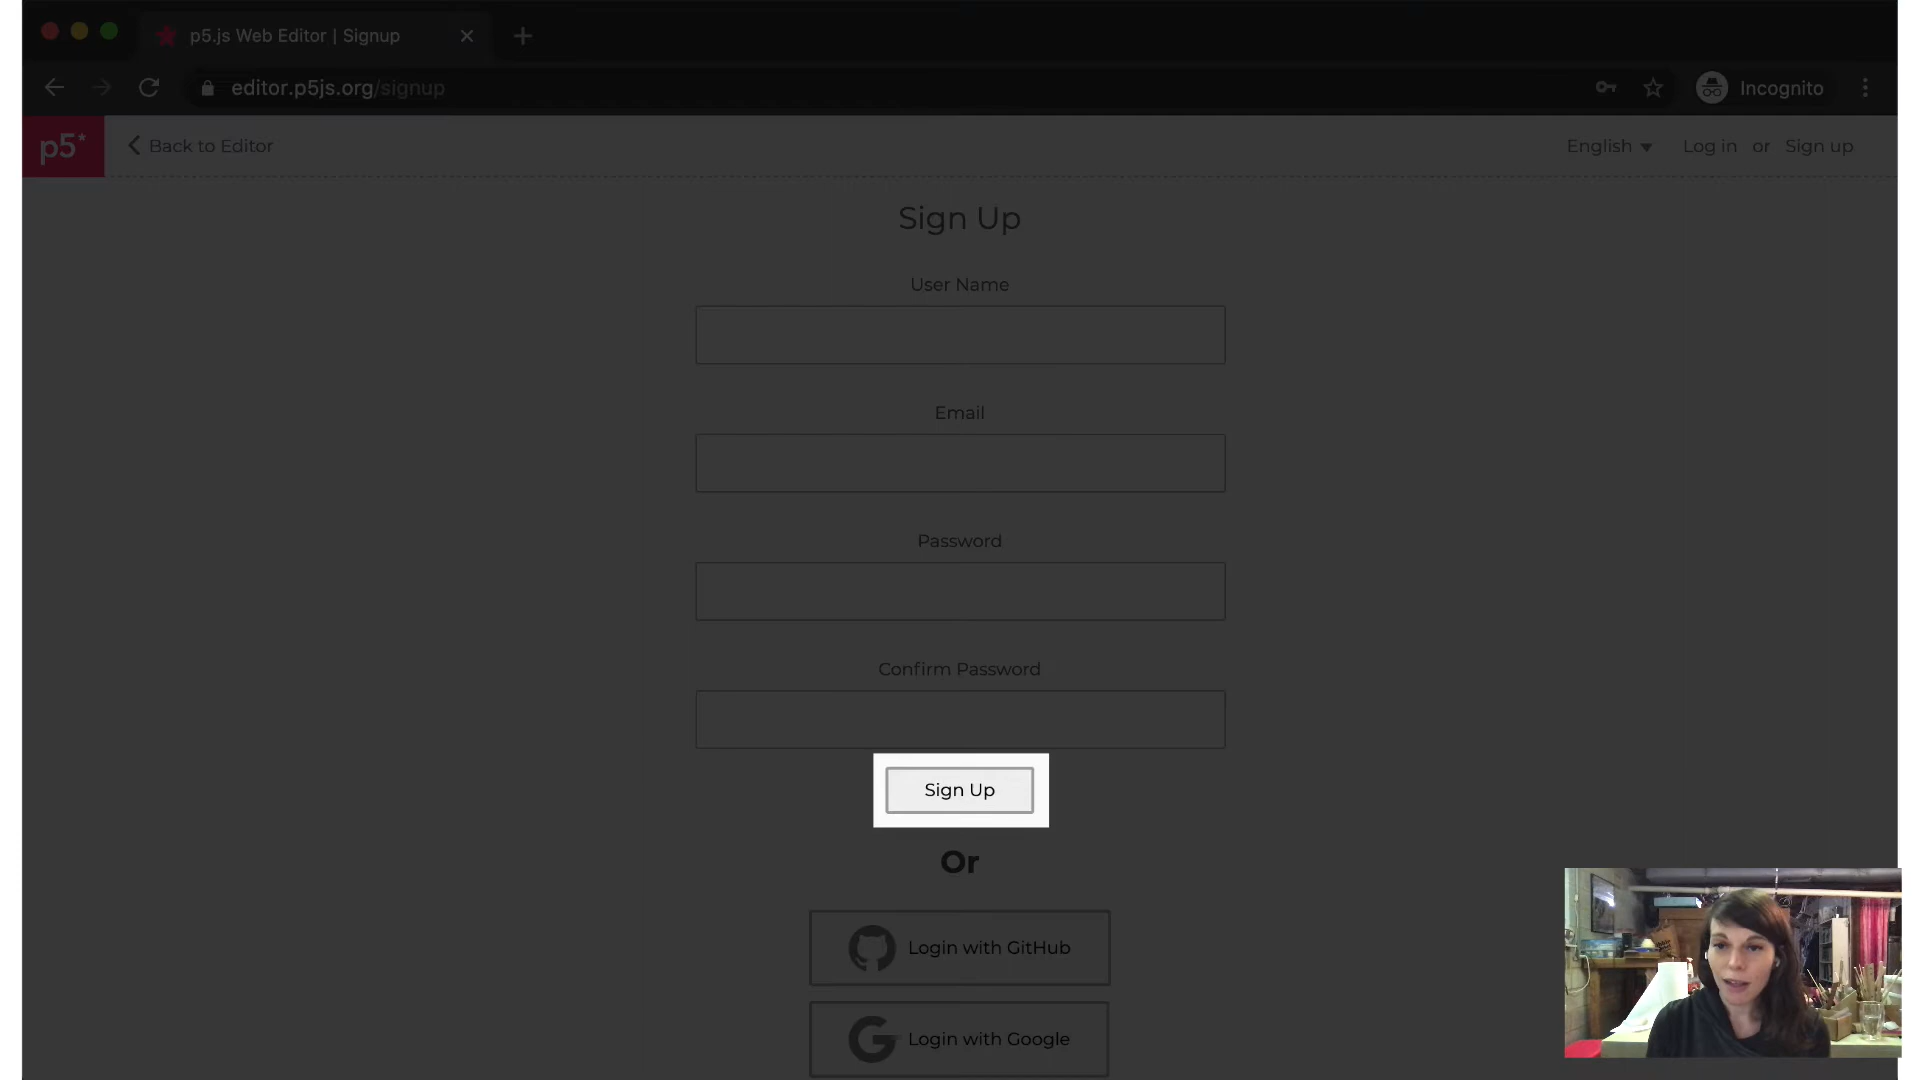 p5.js Web Editor | Signup
editor.p5js.org/signup
Incognito
p5*
Back to Editor
English
Log in or Sign up
Sign Up
User Name
Email
Password
Confirm Password
Sign Up
Or
Login with GitHub
Login with Google